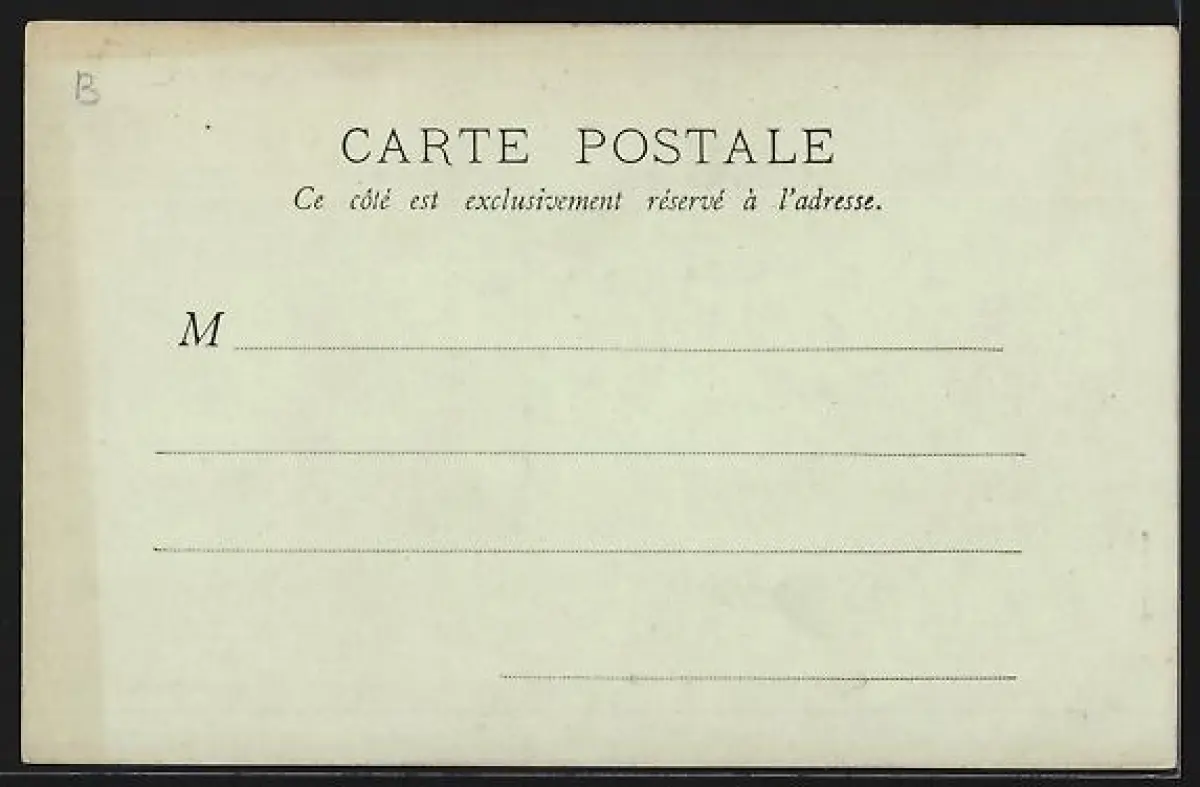 B
CARTE POSTALE
Ce côté est exclusivement réservé à l'adresse.
M